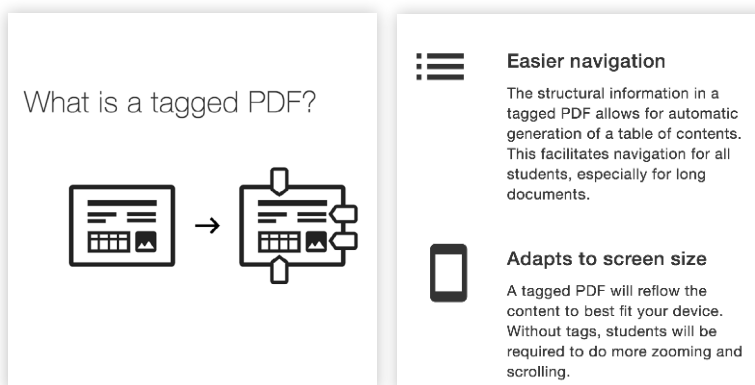 What is a tagged PDF?
Easier navigation
The structural information in a
tagged PDF allows for automatic
generation of a table of contents.
This facilitates navigation for all
students, especially for long
documents.
Adapts to screen size
A tagged PDF will reflow the
content to best fit your device.
Without tags, students will be
required to do more zooming and
scrolling.